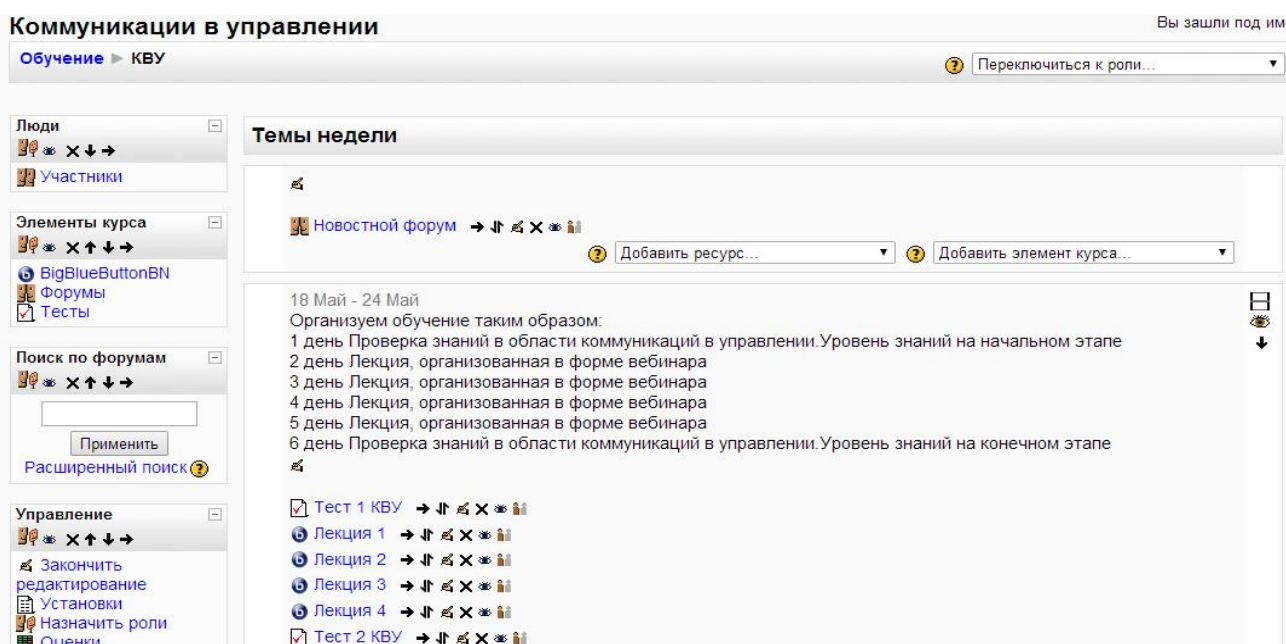 Коммуникации в управлении
Вы зашли под им
Обучение ► КВУ
Переключиться к роли...
Люди
Участники
Элементы курса
BigBlueButtonBN
Форумы
Тесты
Поиск по форумам
Применить
Расширенный поиск
Управление
Закончить
редактирование
Установки
Назначить роли
Оценки
Темы недели
Новостной форум
Добавить ресурс...
Добавить элемент курса...
18 Май - 24 Май
Организуем обучение таким образом:
1 день Проверка знаний в области коммуникаций в управлении.Уровень знаний на начальном этапе
2 день Лекция, организованная в форме вебинара
3 день Лекция, организованная в форме вебинара
4 день Лекция, организованная в форме вебинара
5 день Лекция, организованная в форме вебинара
6 день Проверка знаний в области коммуникаций в управлении.Уровень знаний на конечном этапе
Тест 1 КВУ
Лекция 1
Лекция 2
Лекция 3
Лекция 4
Тест 2 КВУ